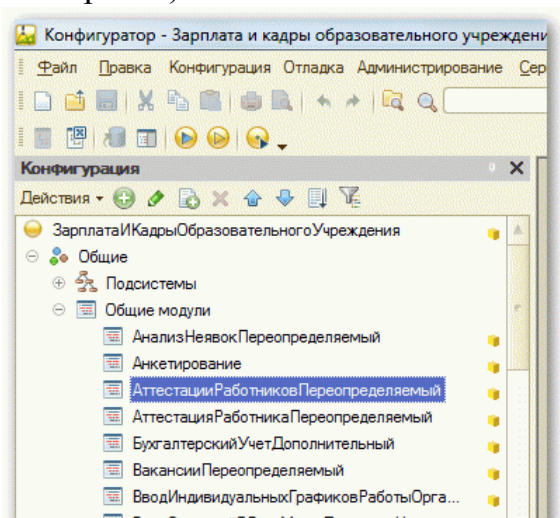 Конфигуратор - Зарплата и кадры образовательного учрежден
Файл Правка Конфигурация Отладка Администрирование Сер
Конфигурация
Действия
ЗарплатаИКадрыОбразовательногоУчреждения
Общие
Подсистемы
Общие модули
АнализНеявокПереопределяемый
Анкетирование
АттестацииРаботниковПереопределяемый
АттестацияРаботникаПереопределяемый
БухгалтерскийУчетДополнительный
ВакансииПереопределяемый
ВводИндивидуальныхГрафиковРаботыОрга...